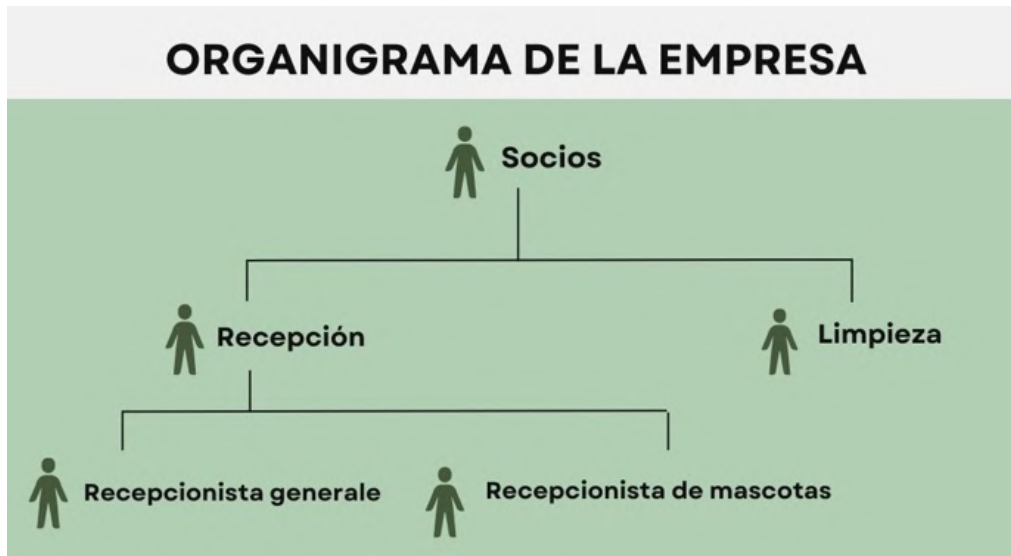 ORGANIGRAMA DE LA EMPRESA
Socios
Recepción
Limpieza
Recepcionista generale
Recepcionista de mascotas